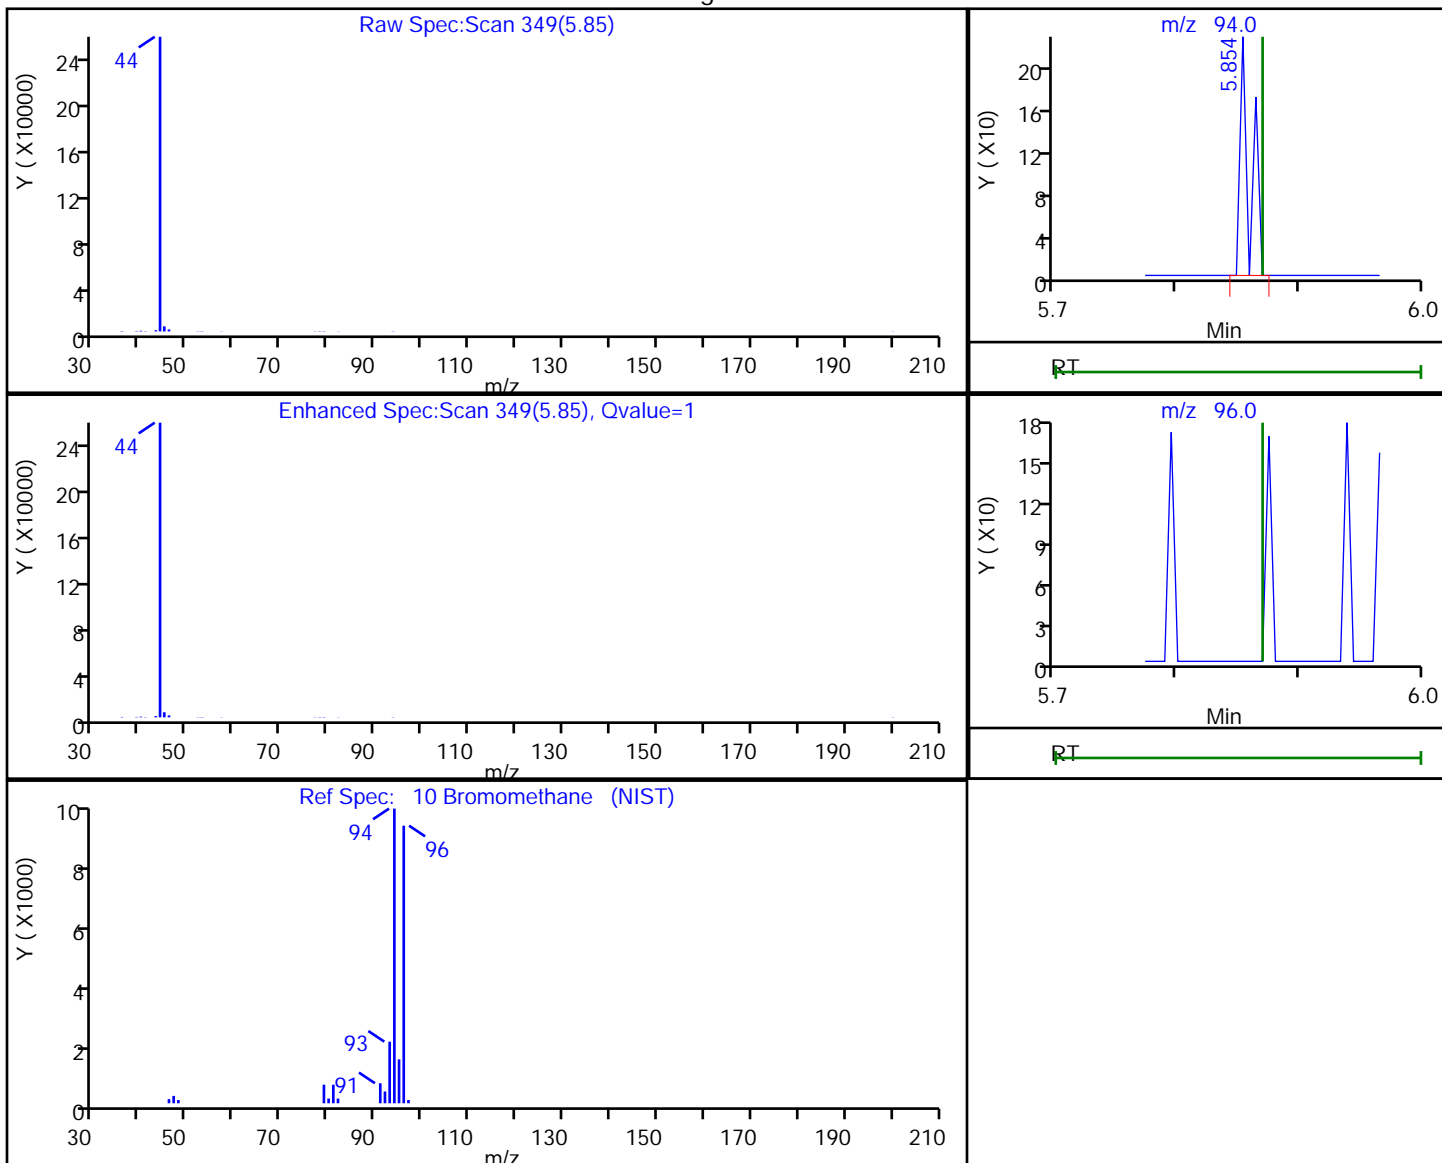 Raw Spec:Scan 349(5.85)
Y ( X10000)
24
20
16
12
8
4
0
44
30 50 70 90 110 130 150 170 190 210
m/z
m/z 94.0
Y ( X10)
20
16
12
8
4
0
5.854
5.7 6.0
Min
RT
Enhanced Spec:Scan 349(5.85), Qvalue=1
Y ( X10000)
24
20
16
12
8
4
0
44
30 50 70 90 110 130 150 170 190 210
m/z
m/z 96.0
Y ( X10)
18
15
12
9
6
3
0
5.7 6.0
Min
RT
Ref Spec: 10 Bromomethane (NIST)
Y ( X1000)
10
8
6
4
2
0
94
96
93
91
30 50 70 90 110 130 150 170 190 210
m/z